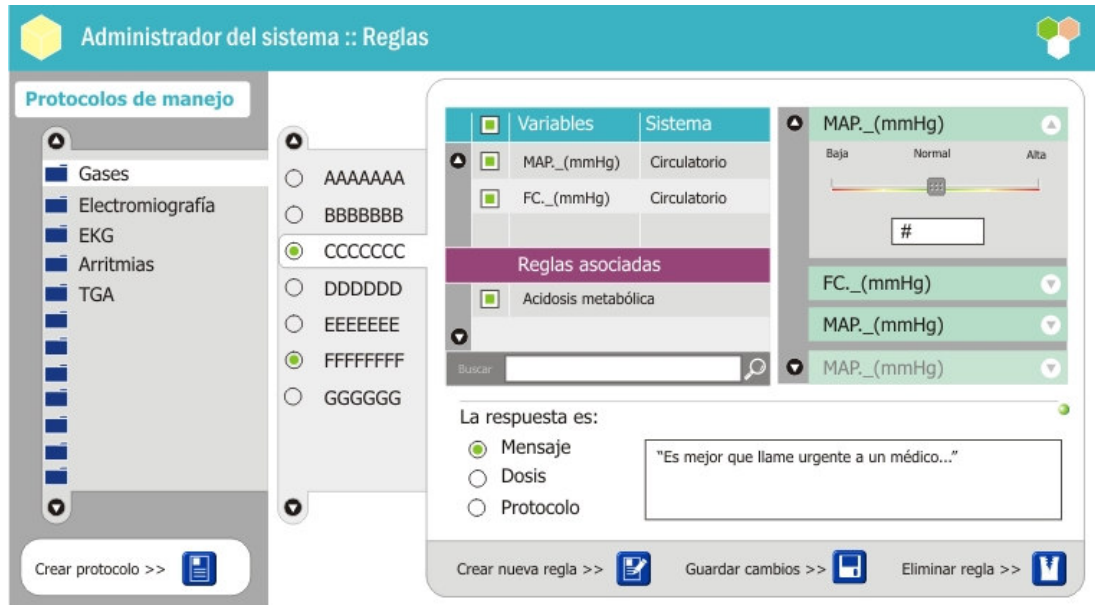 Administrador del sistema :: Reglas
Protocolos de manejo
Gases
Electromiografía
EKG
Arritmias
TGA
Crear protocolo >>
AAAAAAA
BBBBBBB
CCCCCCC
DDDDDD
EEEEEEE
FFFFFFFF
GGGGGG
Variables Sistema
MAP._(mmHg) Circulatorio
FC._(mmHg) Circulatorio
Reglas asociadas
Acidosis metabólica
Buscar
MAP._(mmHg)
Baja Normal Alta
#
FC._(mmHg)
MAP._(mmHg)
MAP._(mmHg)
La respuesta es:
Mensaje
Dosis
Protocolo
“Es mejor que llame urgente a un médico...”
Crear nueva regla >> Guardar cambios >> Eliminar regla >>